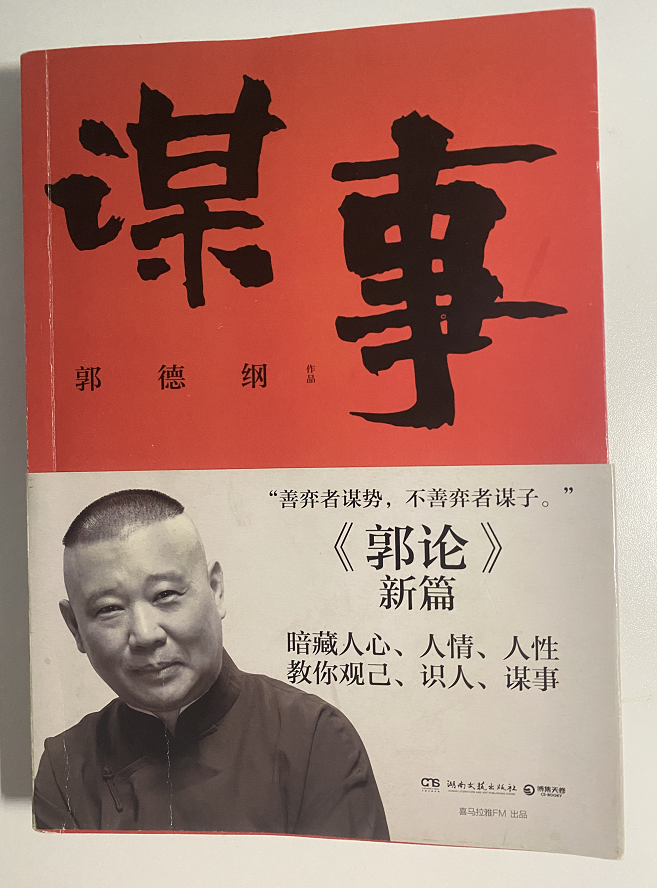 谋事
郭德纲 作品
“善弈者谋势，不善弈者谋子。”
《郭论》
新篇
暗藏人心、人情、人性
教你观己、识人、谋事
湖南文艺出版社 博集天卷
CS-BOOKY
喜马拉雅FM 出品